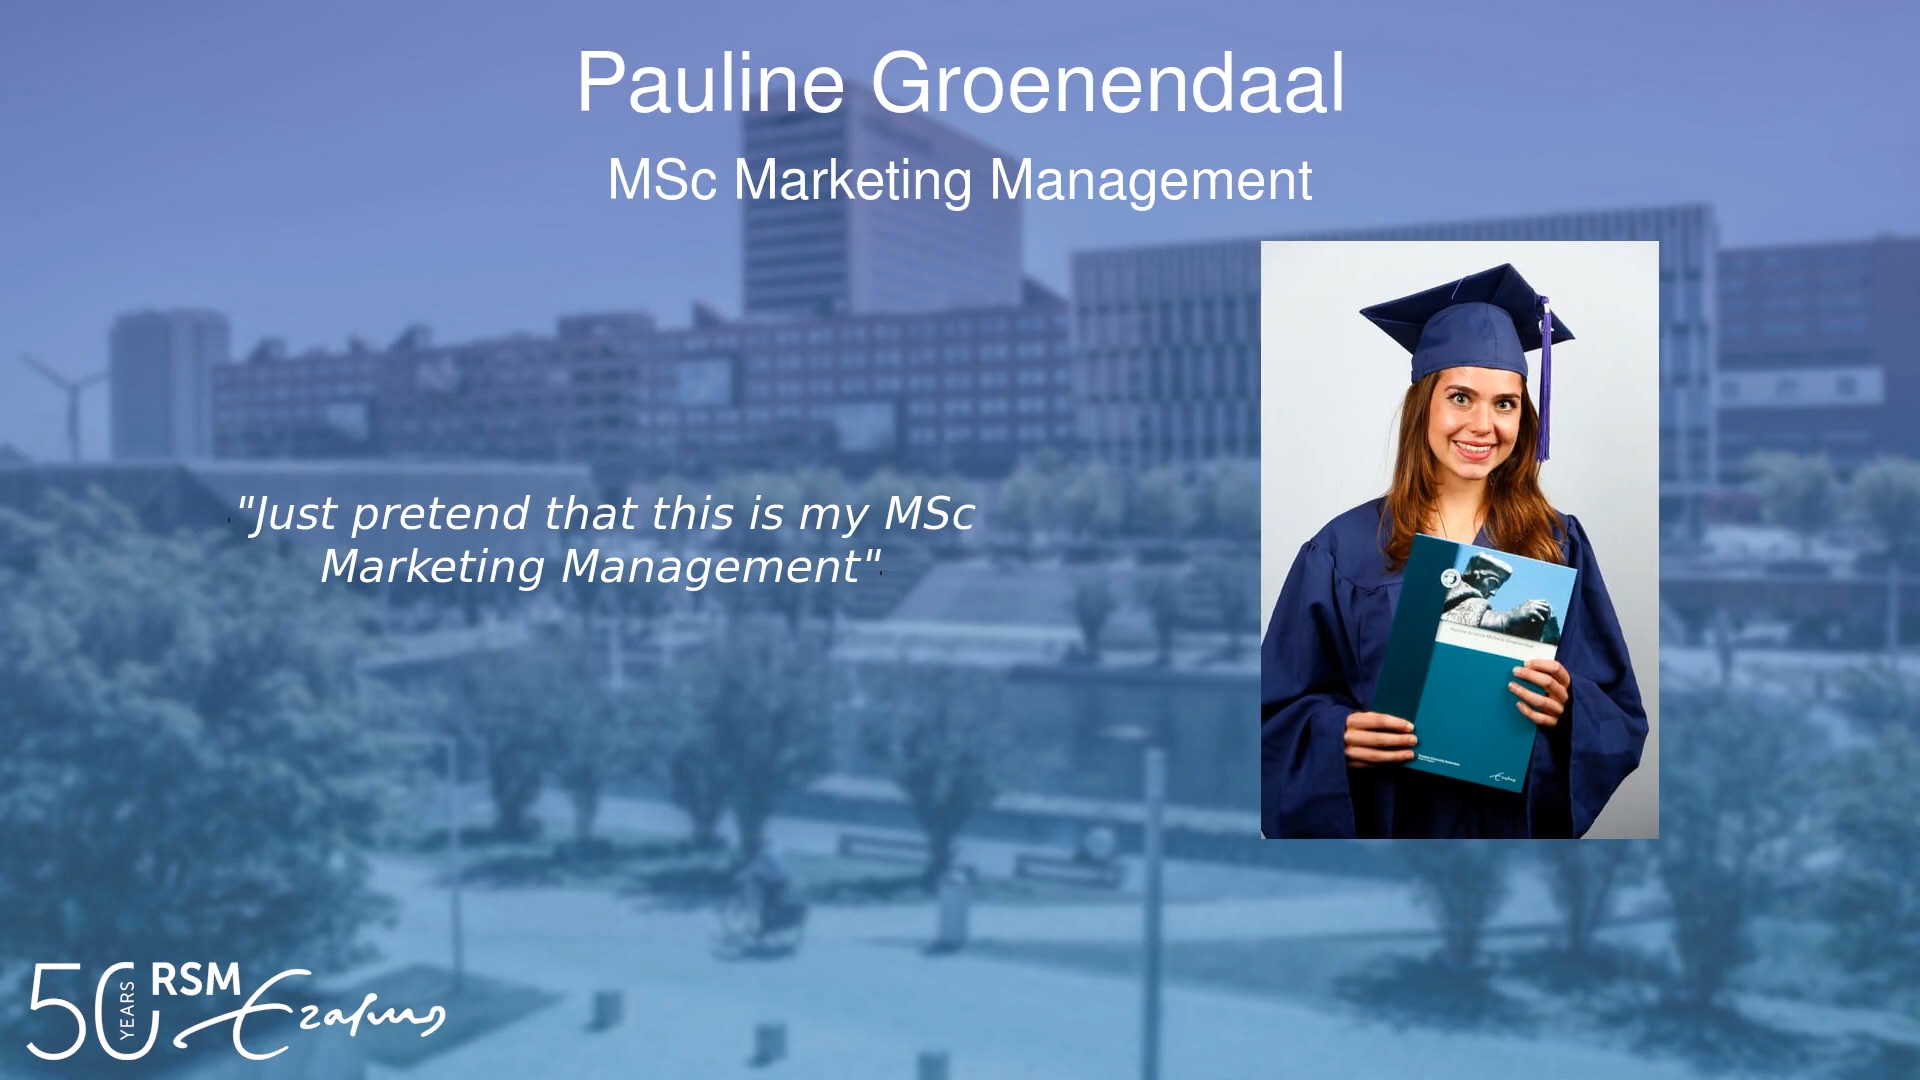 Pauline Groenendaal
MSc Marketing Management
"Just pretend that this is my MSc
Marketing Management"
50 YEARS RSM Erasmus